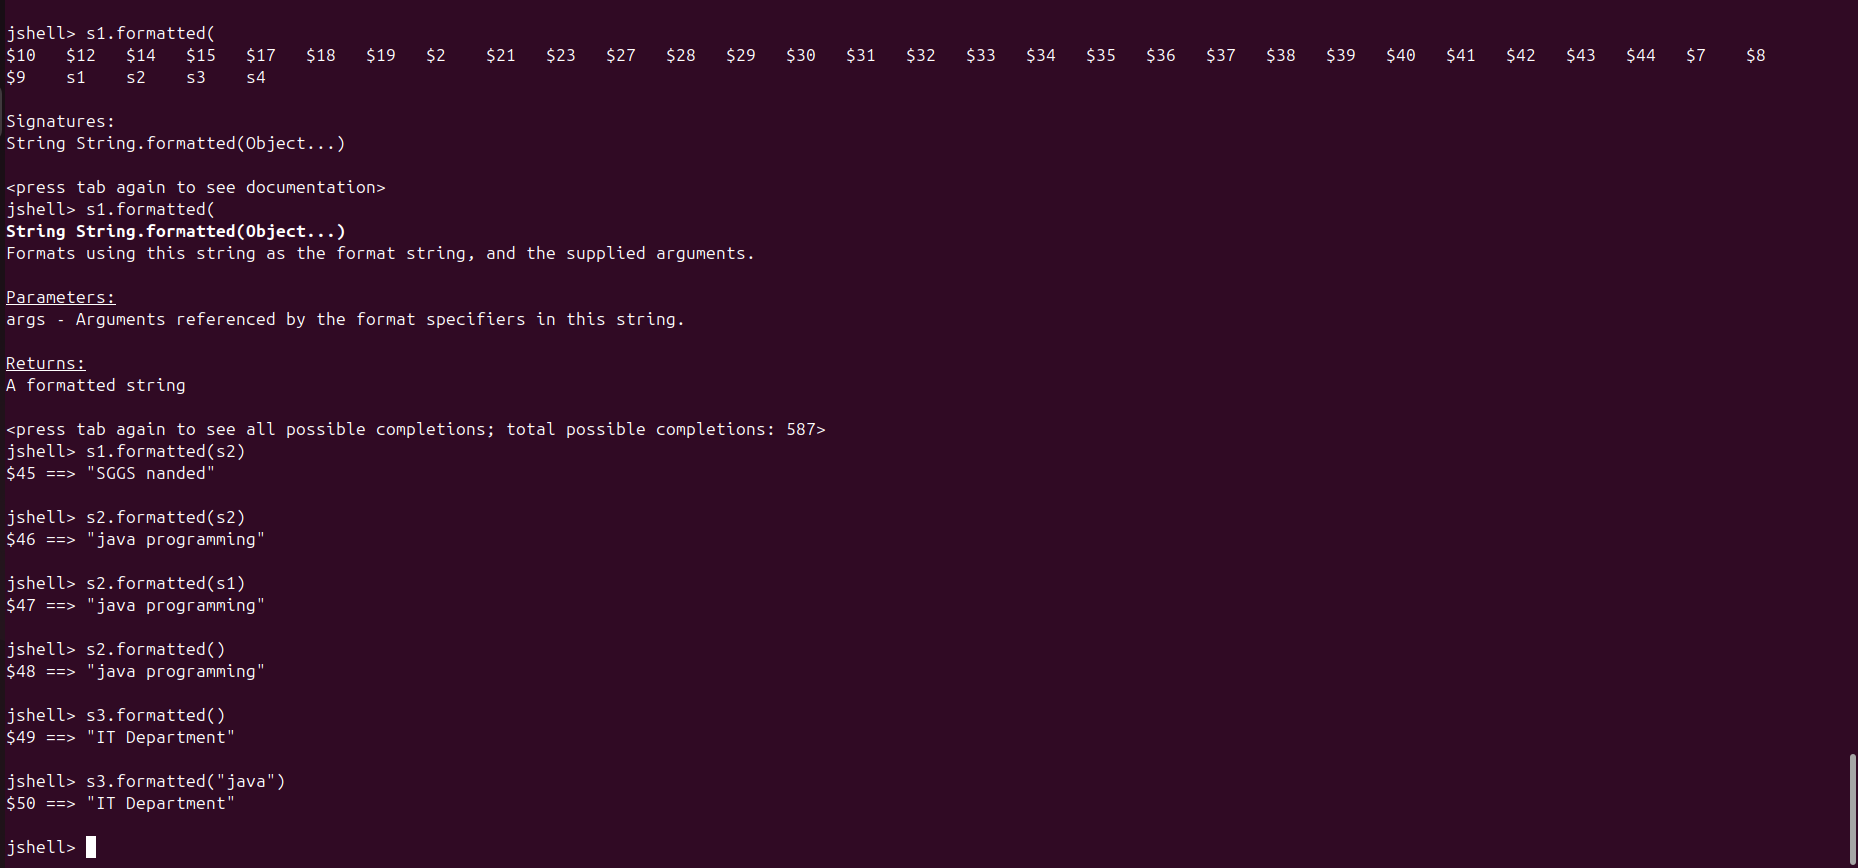 jshell> s1.formatted(
$10 $12 $14 $15 $17 $18 $19 $2 $21 $23 $27 $28 $29 $30 $31 $32 $33 $34 $35 $36 $37 $38 $39 $40 $41 $42 $43 $44 $7 $8
$9 s1 s2 s3 s4
Signatures:
String String.formatted(Object...)
<press tab again to see documentation>
jshell> s1.formatted(
String String.formatted(Object...)
Formats using this string as the format string, and the supplied arguments.
Parameters:
args - Arguments referenced by the format specifiers in this string.
Returns:
A formatted string
<press tab again to see all possible completions; total possible completions: 587>
jshell> s1.formatted(s2)
$45 ==> "SGGS nanded"
jshell> s2.formatted(s2)
$46 ==> "java programming"
jshell> s2.formatted(s1)
$47 ==> "java programming"
jshell> s2.formatted()
$48 ==> "java programming"
jshell> s3.formatted()
$49 ==> "IT Department"
jshell> s3.formatted("java")
$50 ==> "IT Department"
jshell>